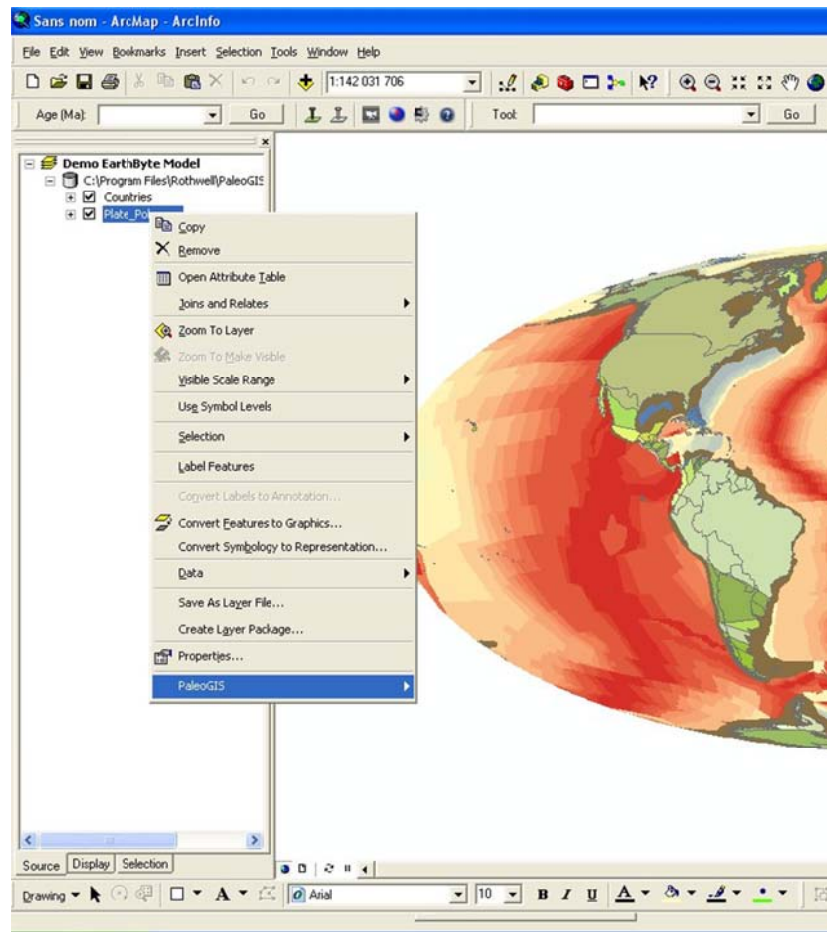 Sans nom - ArcMap - ArcInfo
File Edit View Bookmarks Insert Selection Tools Window Help
1:142 031 706
Age (Ma): Go Tool: Go
Demo EarthByte Model
C:\Program Files\Rothwell\PaleoGIS
Countries
Plate_Pol
Copy
Remove
Open Attribute Table
Joins and Relates
Zoom To Layer
Zoom To Make Visible
Visible Scale Range
Use Symbol Levels
Selection
Label Features
Convert Labels to Annotation...
Convert Features to Graphics...
Convert Symbology to Representation...
Data
Save As Layer File...
Create Layer Package...
Properties...
PaleoGIS
Source Display Selection
Drawing A Arial 10 B I U A